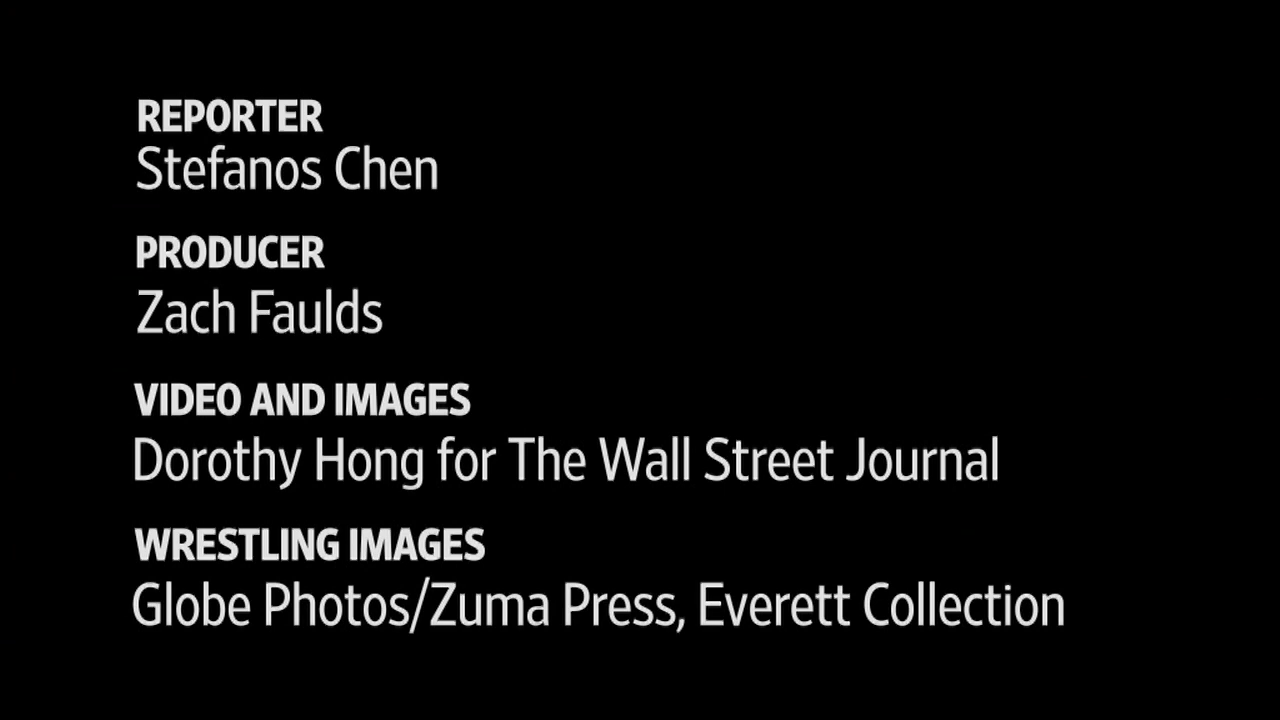 REPORTER
Stefanos Chen
PRODUCER
Zach Faulds
VIDEO AND IMAGES
Dorothy Hong for The Wall Street Journal
WRESTLING IMAGES
Globe Photos/Zuma Press, Everett Collection